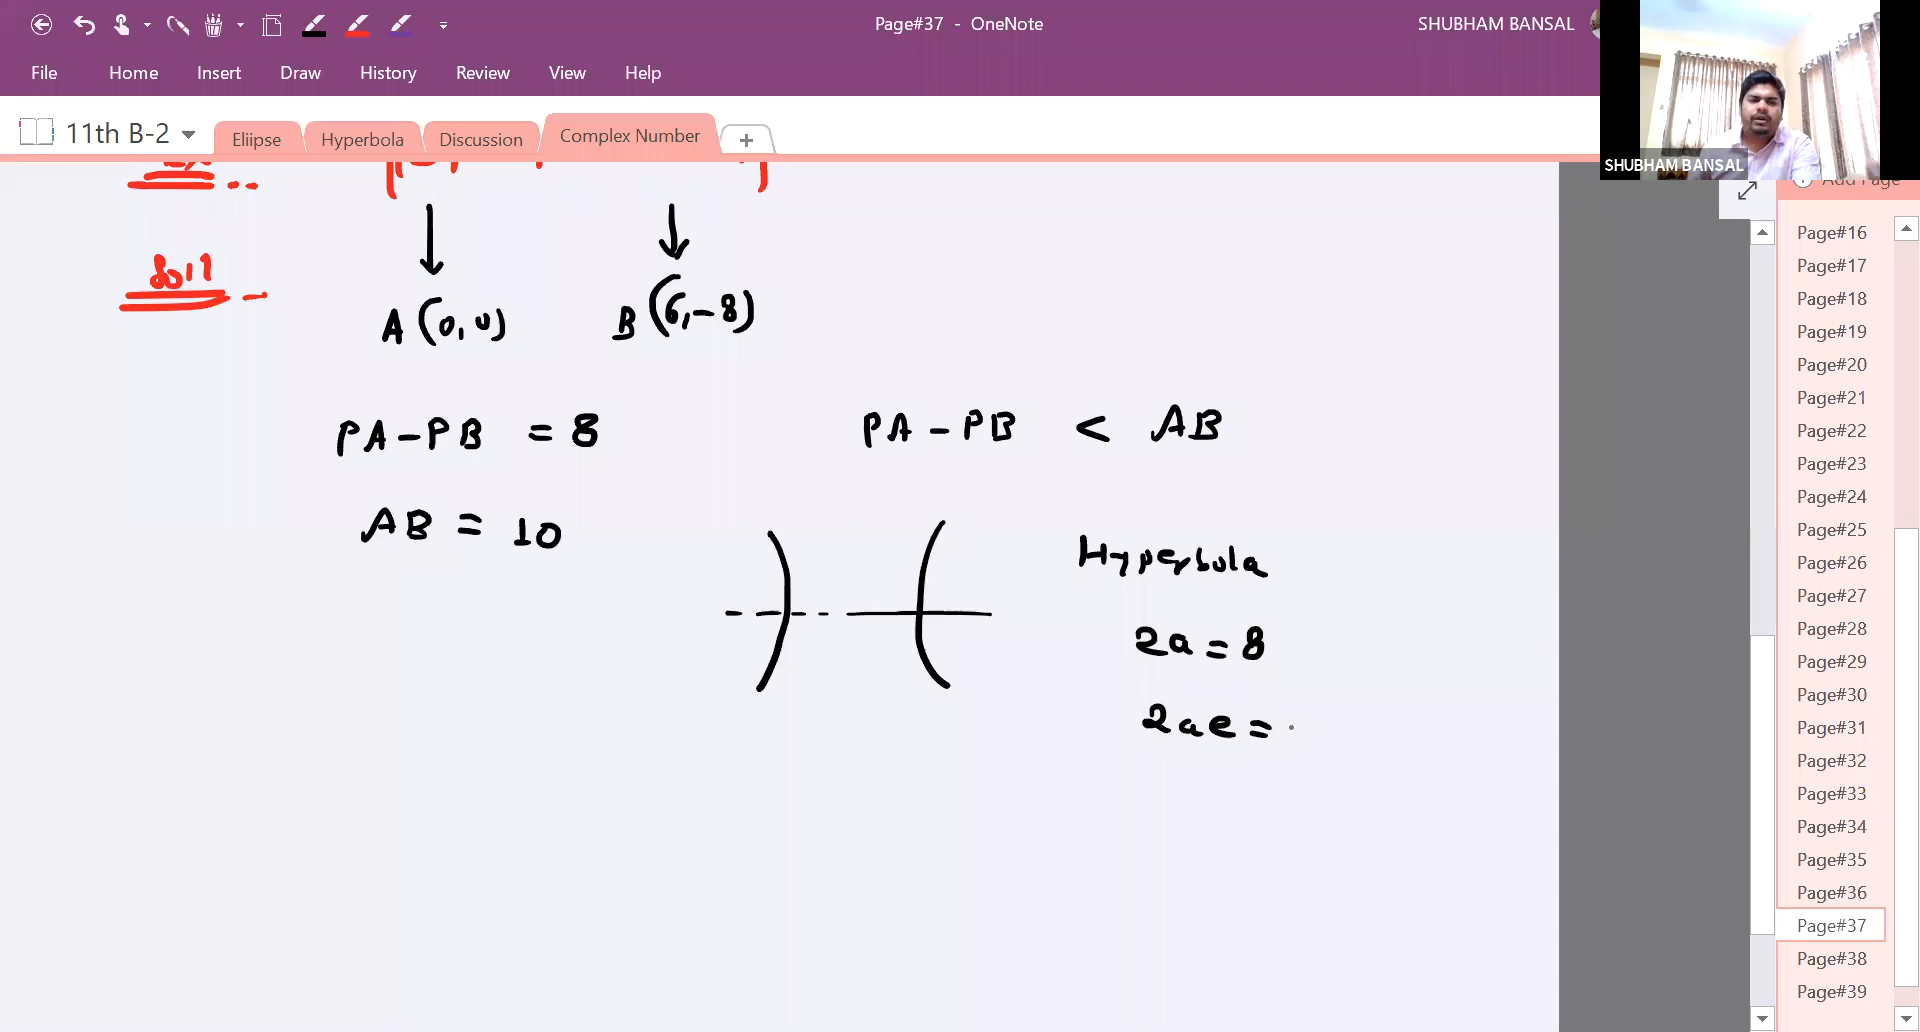 Page#37 - OneNote
SHUBHAM BANSAL
File Home Insert Draw History Review View Help
11th B-2
Eliipse Hyperbola Discussion Complex Number
SHUBHAM BANSAL
Add Page
Sol
A (0, 0) B (6, -8)
PA - PB = 8 PA - PB < AB
AB = 10
Hyperbola
2a = 8
2ae =
Page#16
Page#17
Page#18
Page#19
Page#20
Page#21
Page#22
Page#23
Page#24
Page#25
Page#26
Page#27
Page#28
Page#29
Page#30
Page#31
Page#32
Page#33
Page#34
Page#35
Page#36
Page#37
Page#38
Page#39